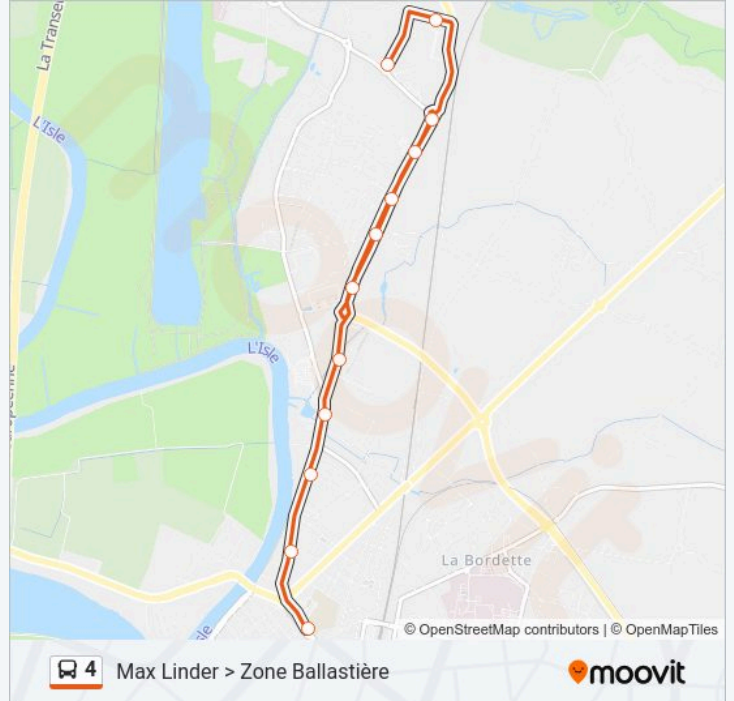 La Transe
L'Isle
L'Isle
La Bordette
© OpenStreetMap contributors | © OpenMapTiles
4 Max Linder > Zone Ballastière
moovit